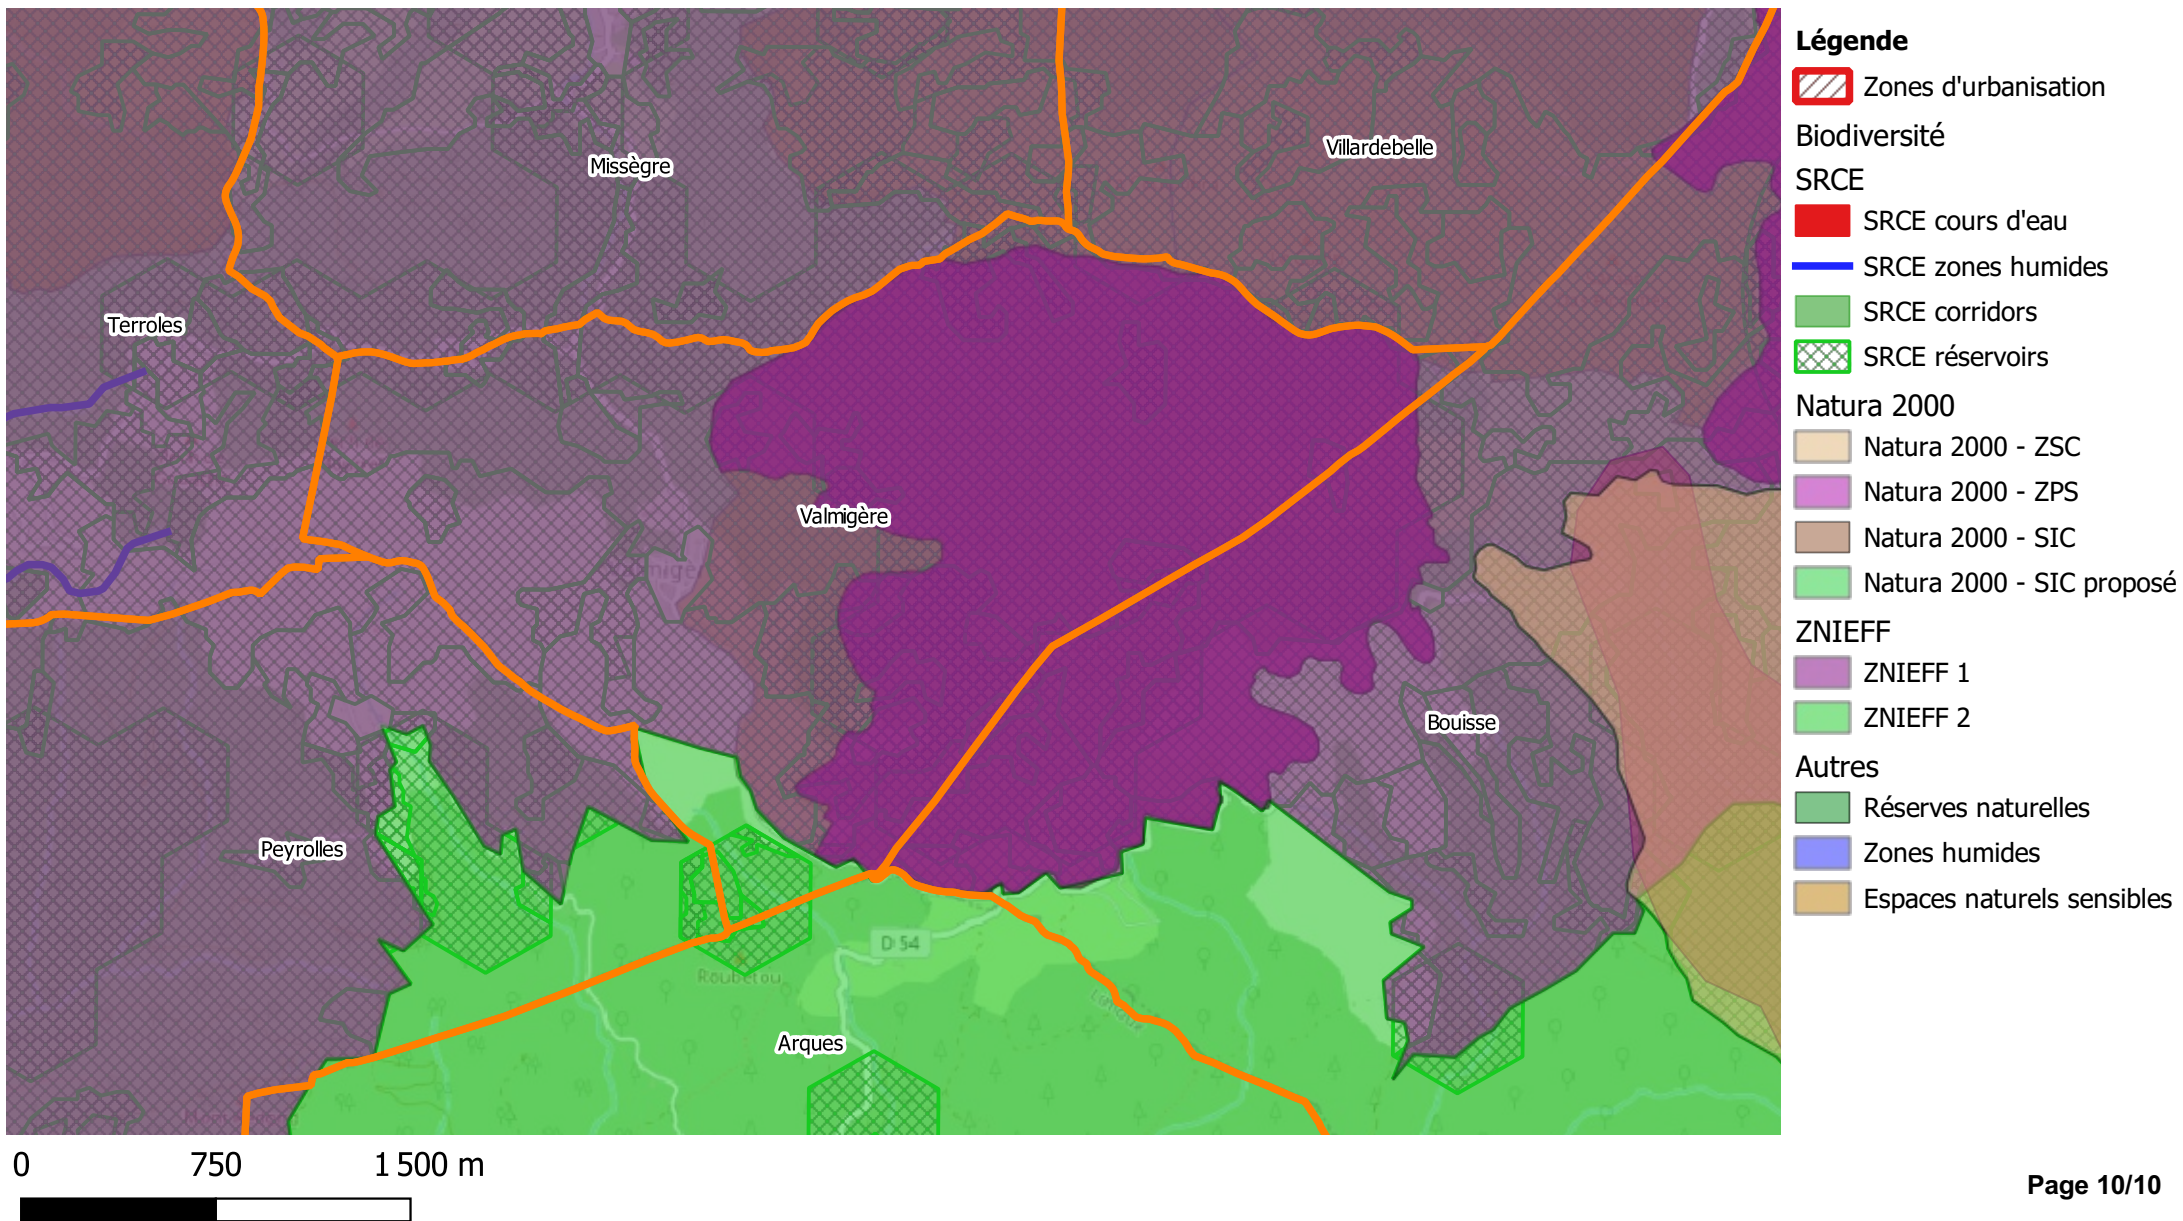 Missègre
Villardebelle
Terroles
Valmigère
Bouisse
Peyrolles
D 54
Roubetou
Arques
0 750 1 500 m
Légende
Zones d'urbanisation
Biodiversité
SRCE
SRCE cours d'eau
SRCE zones humides
SRCE corridors
SRCE réservoirs
Natura 2000
Natura 2000 - ZSC
Natura 2000 - ZPS
Natura 2000 - SIC
Natura 2000 - SIC proposé
ZNIEFF
ZNIEFF 1
ZNIEFF 2
Autres
Réserves naturelles
Zones humides
Espaces naturels sensibles
Page 10/10